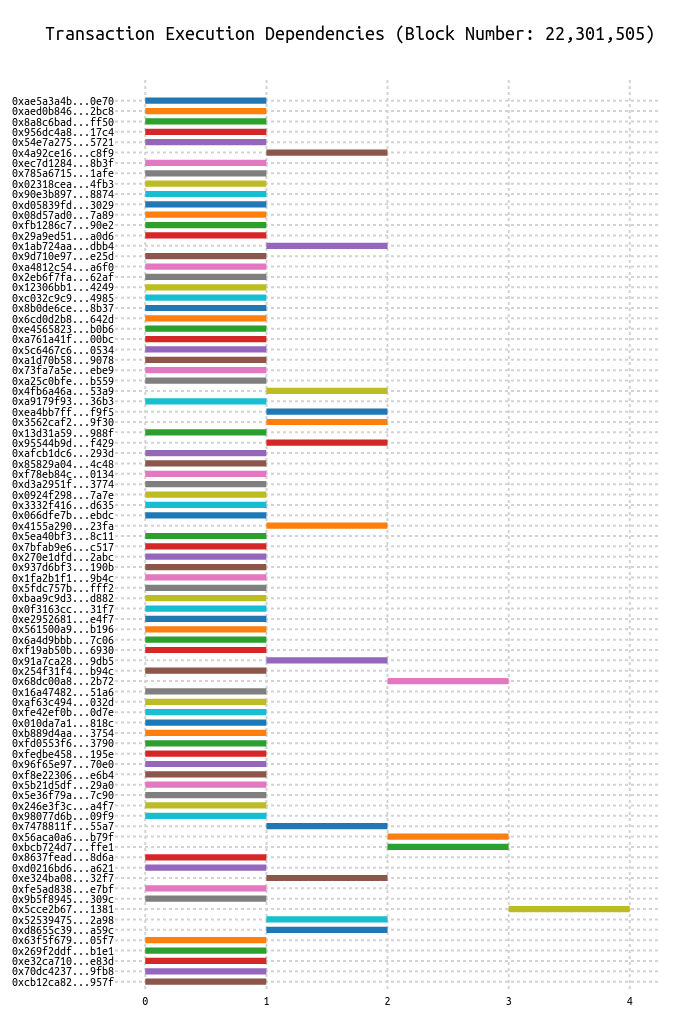 Transaction Execution Dependencies (Block Number: 22,301,505)
0xae5a3a4b...0e70
0xaed0b846...2bc8
0x8a8c6bad...ff50
0x956dc4a8...17c4
0x54e7a275...5721
0x4a92ce16...c8f9
0xec7d1284...8b3f
0x785a6715...1afe
0x02318cea...4fb3
0x90e3b897...8874
0xd05839fd...3029
0x08d57ad0...7a89
0xfb1286c7...90e2
0x29a9ed51...a0d6
0x1ab724aa...dbb4
0x9d710e97...e25d
0xa4812c54...a6f0
0x2eb6f7fa...62af
0x12306bb1...4249
0xc032c9c9...4985
0x8b0de6ce...8b37
0x6cd0d2b8...642d
0xe4565823...b0b6
0xa761a41f...00bc
0x5c6467c6...0534
0xa1d70b58...9078
0x73fa7a5e...ebe9
0xa25c0bfe...b559
0x4fb6a46a...53a9
0xa9179f93...36b3
0xea4bb7ff...f9f5
0x3562caf2...9f30
0x13d31a59...988f
0x95544b9d...f429
0xafcb1dc6...293d
0x85829a04...4c48
0xf78eb84c...0134
0xd3a2951f...3774
0x0924f298...7a7e
0x3332f416...d635
0x066dfe7b...ebdc
0x4155a290...23fa
0x5ea40bf3...8c11
0x7bfab9e6...c517
0x270e1dfd...2abc
0x937d6bf3...190b
0x1fa2b1f1...9b4c
0x5fdc757b...fff2
0xbaa9c9d3...d882
0x0f3163cc...31f7
0xe2952681...e4f7
0x561500a9...b196
0x6a4d9bbb...7c06
0xf19ab50b...6930
0x91a7ca28...9db5
0x254f31f4...b94c
0x68dc00a8...2b72
0x16a47482...51a6
0xaf63c494...032d
0xfe42ef0b...0d7e
0x010da7a1...818c
0xb889d4aa...3754
0xfd0553f6...3790
0xfedbe458...195e
0x96f65e97...70e0
0xf8e22306...e6b4
0x5b21d5df...29a0
0x5e36f79a...7c90
0x246e3f3c...a4f7
0x98077d6b...09f9
0x7478811f...55a7
0x56aca0a6...b79f
0xbcb724d7...ffe1
0x8637fead...8d6a
0xd0216bd6...a621
0xe324ba08...32f7
0xfe5ad838...e7bf
0x9b5f8945...309c
0x5cce2b67...1381
0x52539475...2a98
0xd8655c39...a59c
0x63f5f679...05f7
0x269f2ddf...b1e1
0xe32ca710...e83d
0x70dc4237...9fb8
0xcb12ca82...957f
0 1 2 3 4